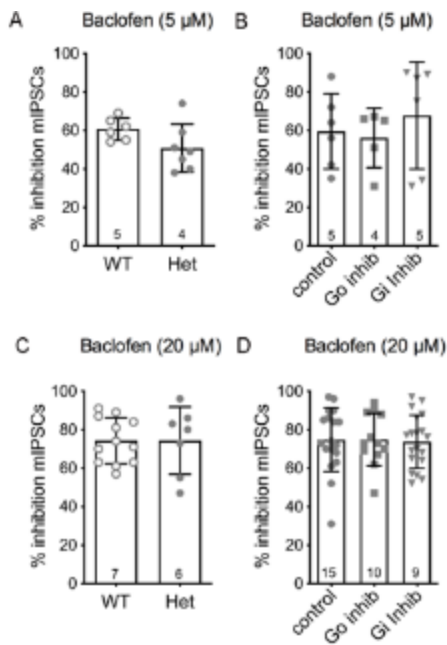 A Baclofen (5 µM)
% inhibition mIPSCs
100
80
60
40
20
0
5 4
WT Het
B Baclofen (5 µM)
% inhibition mIPSCs
100
80
60
40
20
0
5 4 5
control Go inhib Gi Inhib
C Baclofen (20 µM)
% inhibition mIPSCs
100
80
60
40
20
0
7 6
WT Het
D Baclofen (20 µM)
% inhibition mIPSCs
100
80
60
40
20
0
15 10 9
control Go inhib Gi Inhib